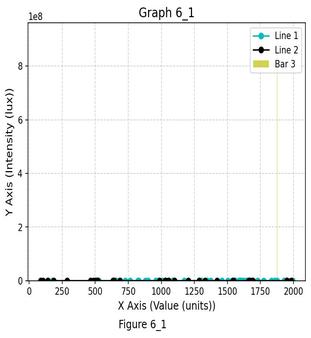 Graph 6_1
1e8
Line 1
Line 2
Bar 3
8
6
4
2
0
Y Axis (Intensity (lux))
0 250 500 750 1000 1250 1500 1750 2000
X Axis (Value (units))
Figure 6_1